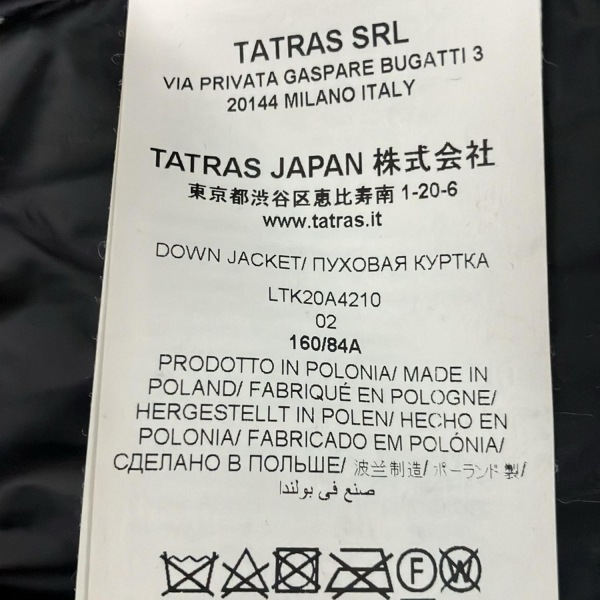 TATRAS SRL
VIA PRIVATA GASPARE BUGATTI 3
20144 MILANO ITALY
TATRAS JAPAN 株式会社
東京都渋谷区恵比寿南 1-20-6
www.tatras.it
DOWN JACKET/ ПУХОВАЯ КУРТКА
LTK20A4210
02
160/84A
PRODOTTO IN POLONIA/ MADE IN
POLAND/ FABRIQUÉ EN POLOGNE/
HERGESTELLT IN POLEN/ HECHO EN
POLONIA/ FABRICADO EM POLÓNIA/
СДЕЛАНО В ПОЛЬШЕ/ 波兰制造/ ポーランド 製/
صنع في بولندا
F W